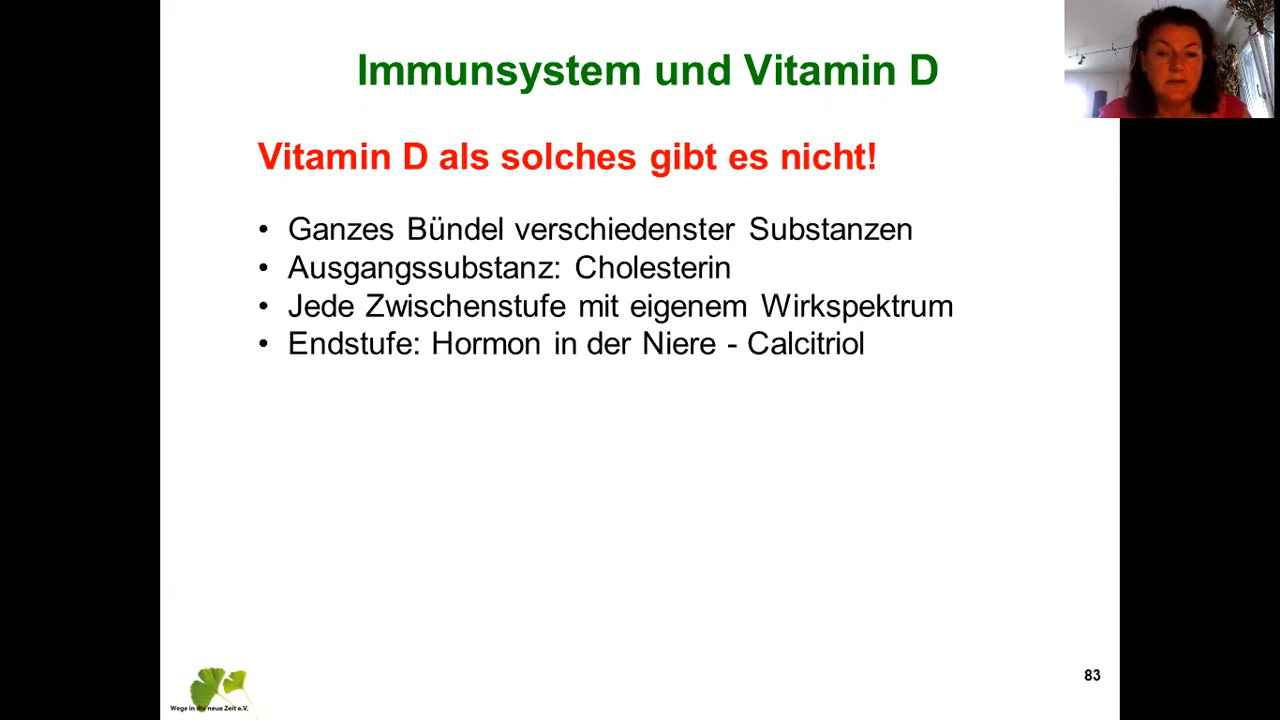 Immunsystem und Vitamin D
Vitamin D als solches gibt es nicht!
• Ganzes Bündel verschiedenster Substanzen
• Ausgangssubstanz: Cholesterin
• Jede Zwischenstufe mit eigenem Wirkspektrum
• Endstufe: Hormon in der Niere - Calcitriol
83
Wege in die neue Zeit e.V.